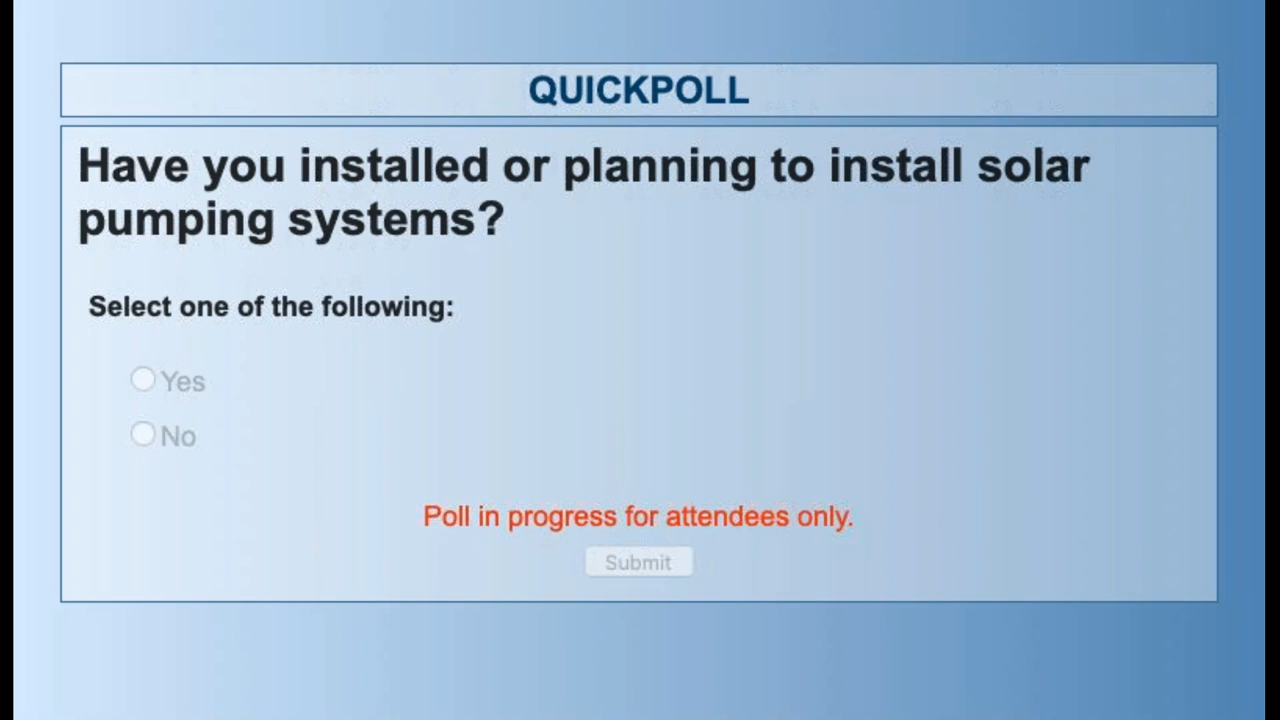 QUICKPOLL
Have you installed or planning to install solar
pumping systems?
Select one of the following:
Yes
No
Poll in progress for attendees only.
Submit